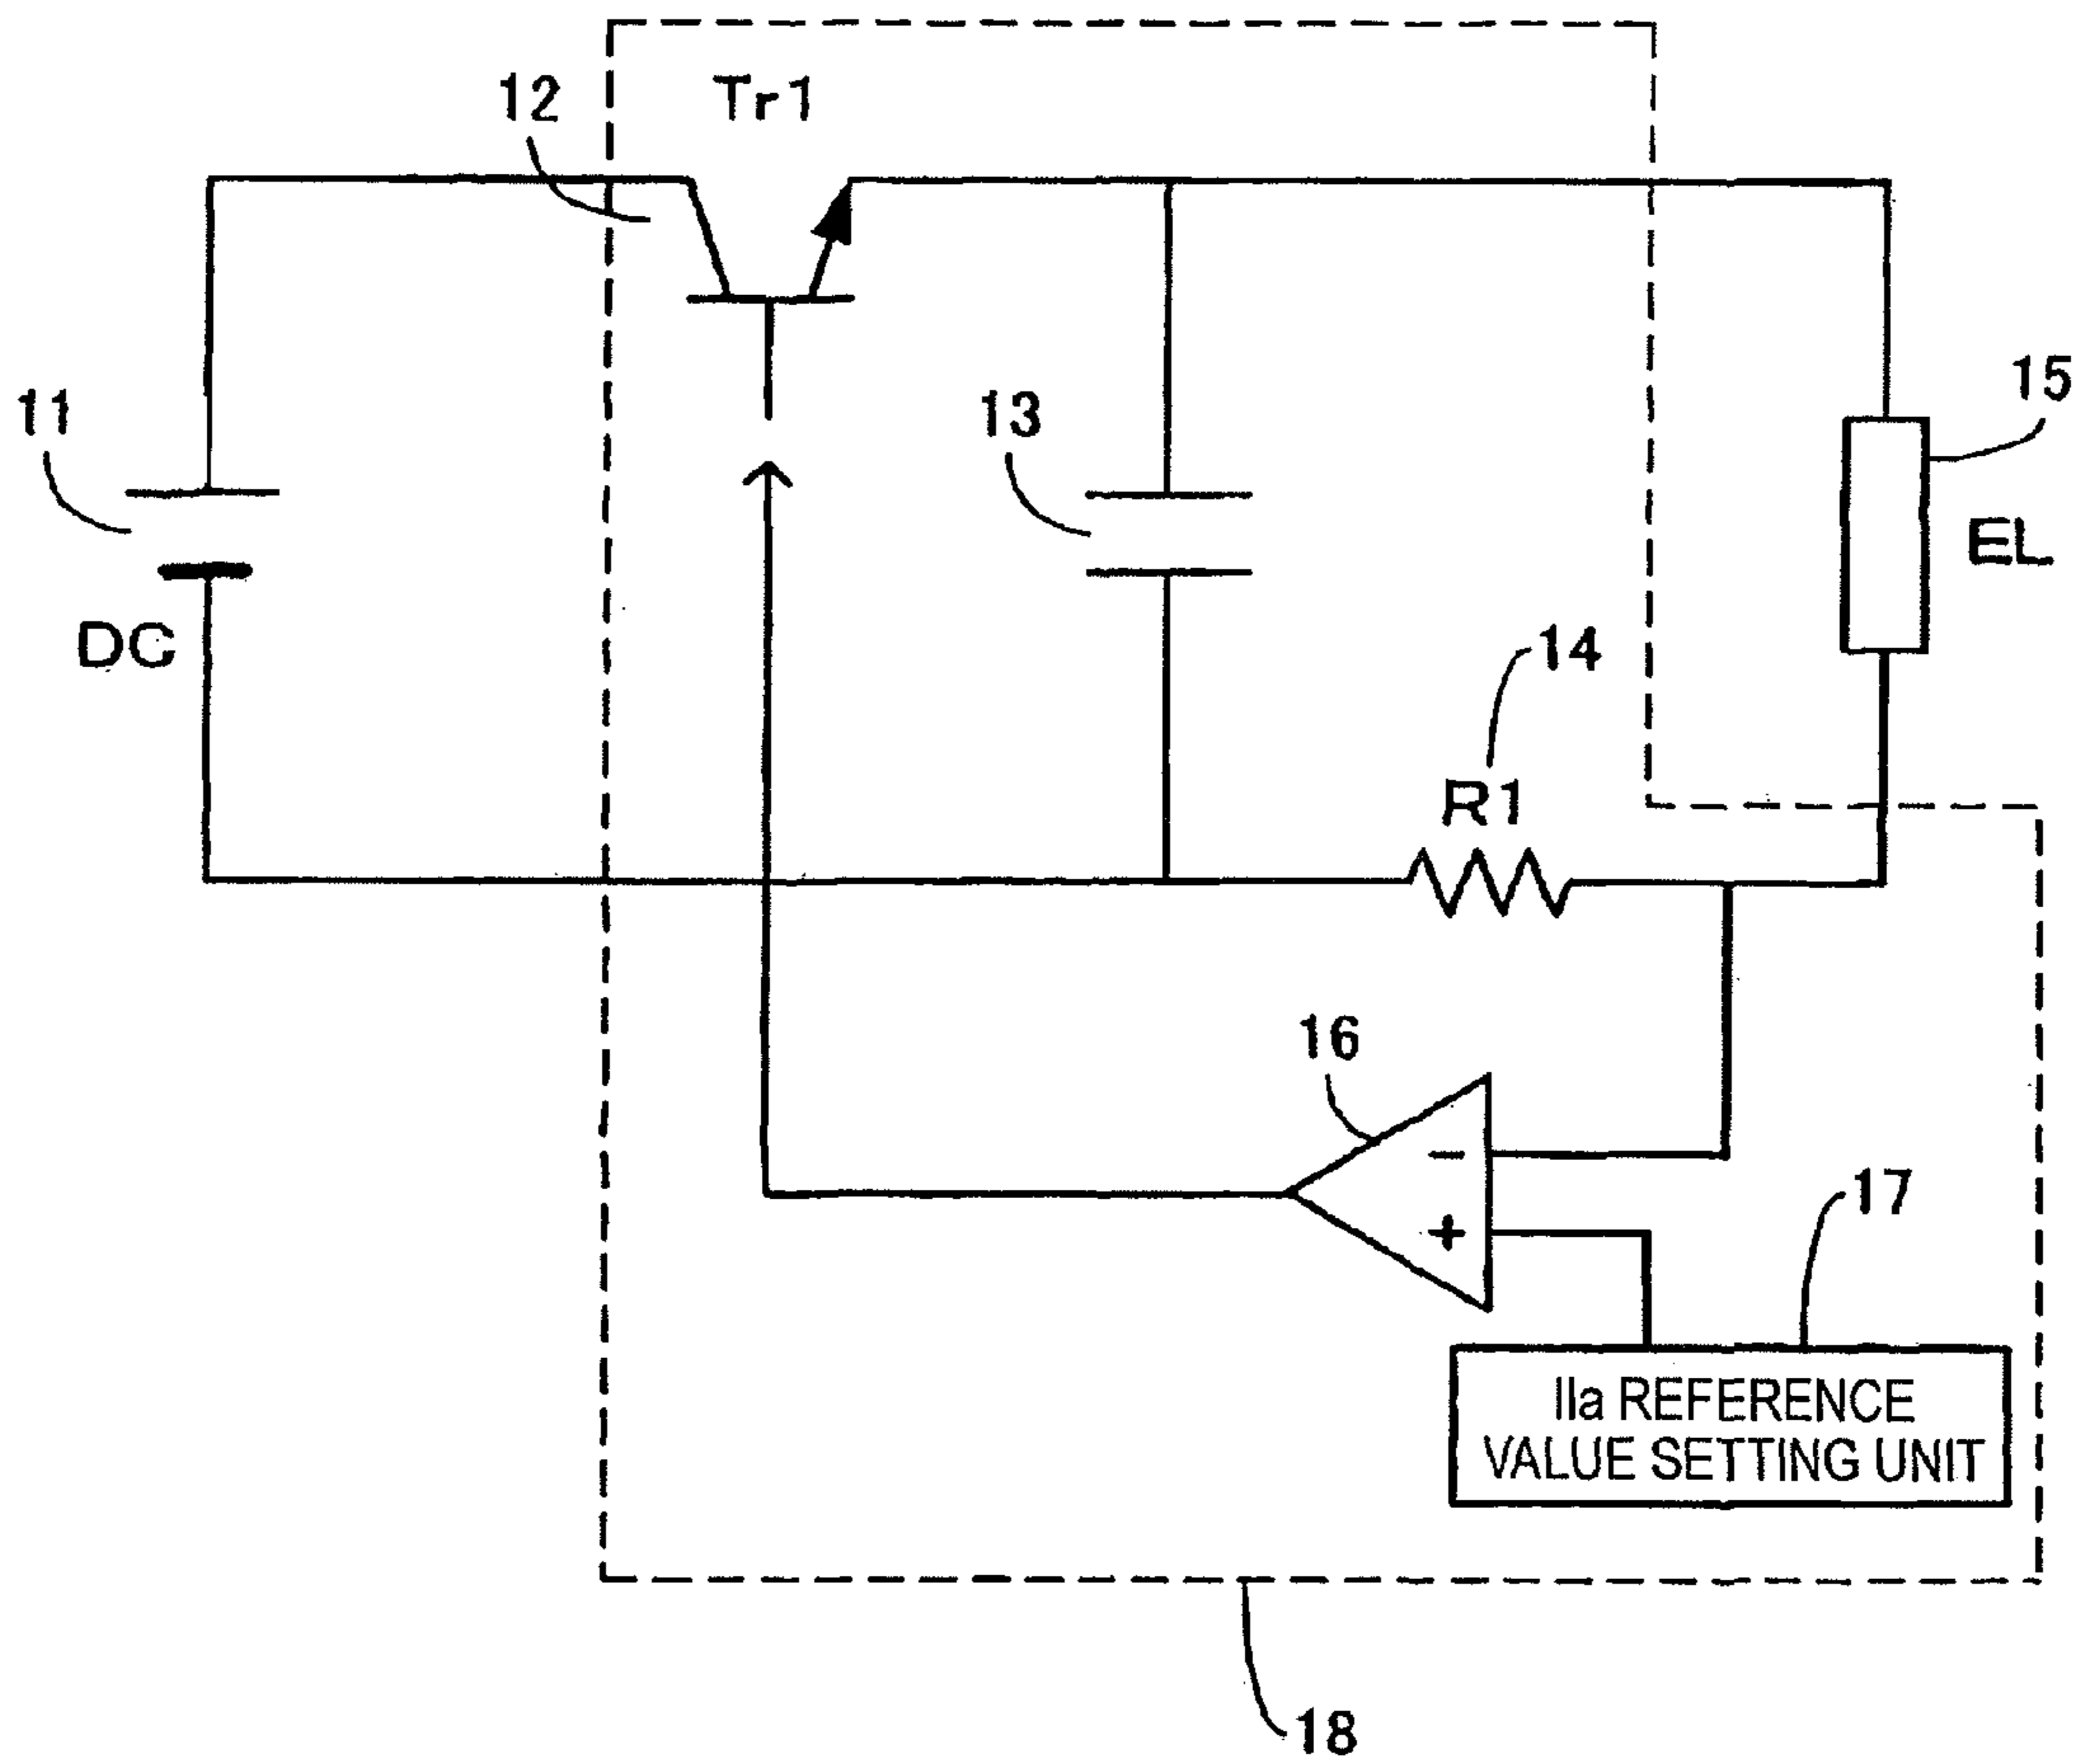 12
Tr1
11
13
15
EL
DC
14
R1
16
-
+
17
IIa REFERENCE
VALUE SETTING UNIT
18